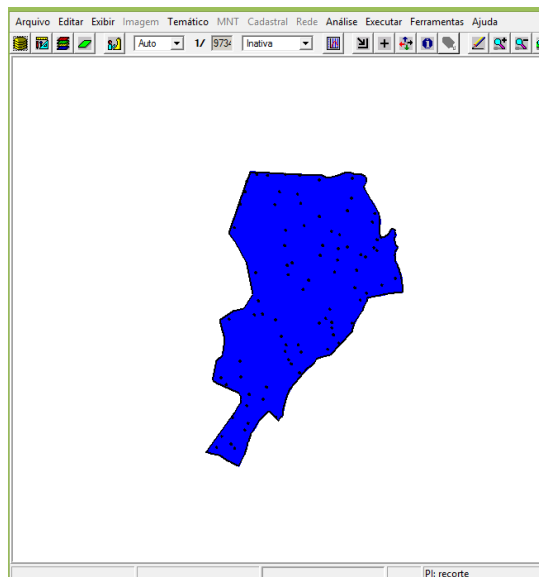 Arquivo Editar Exibir Imagem Temático MNT Cadastral Rede Análise Executar Ferramentas Ajuda
Auto 1/ 9734 Inativa
PI: recorte